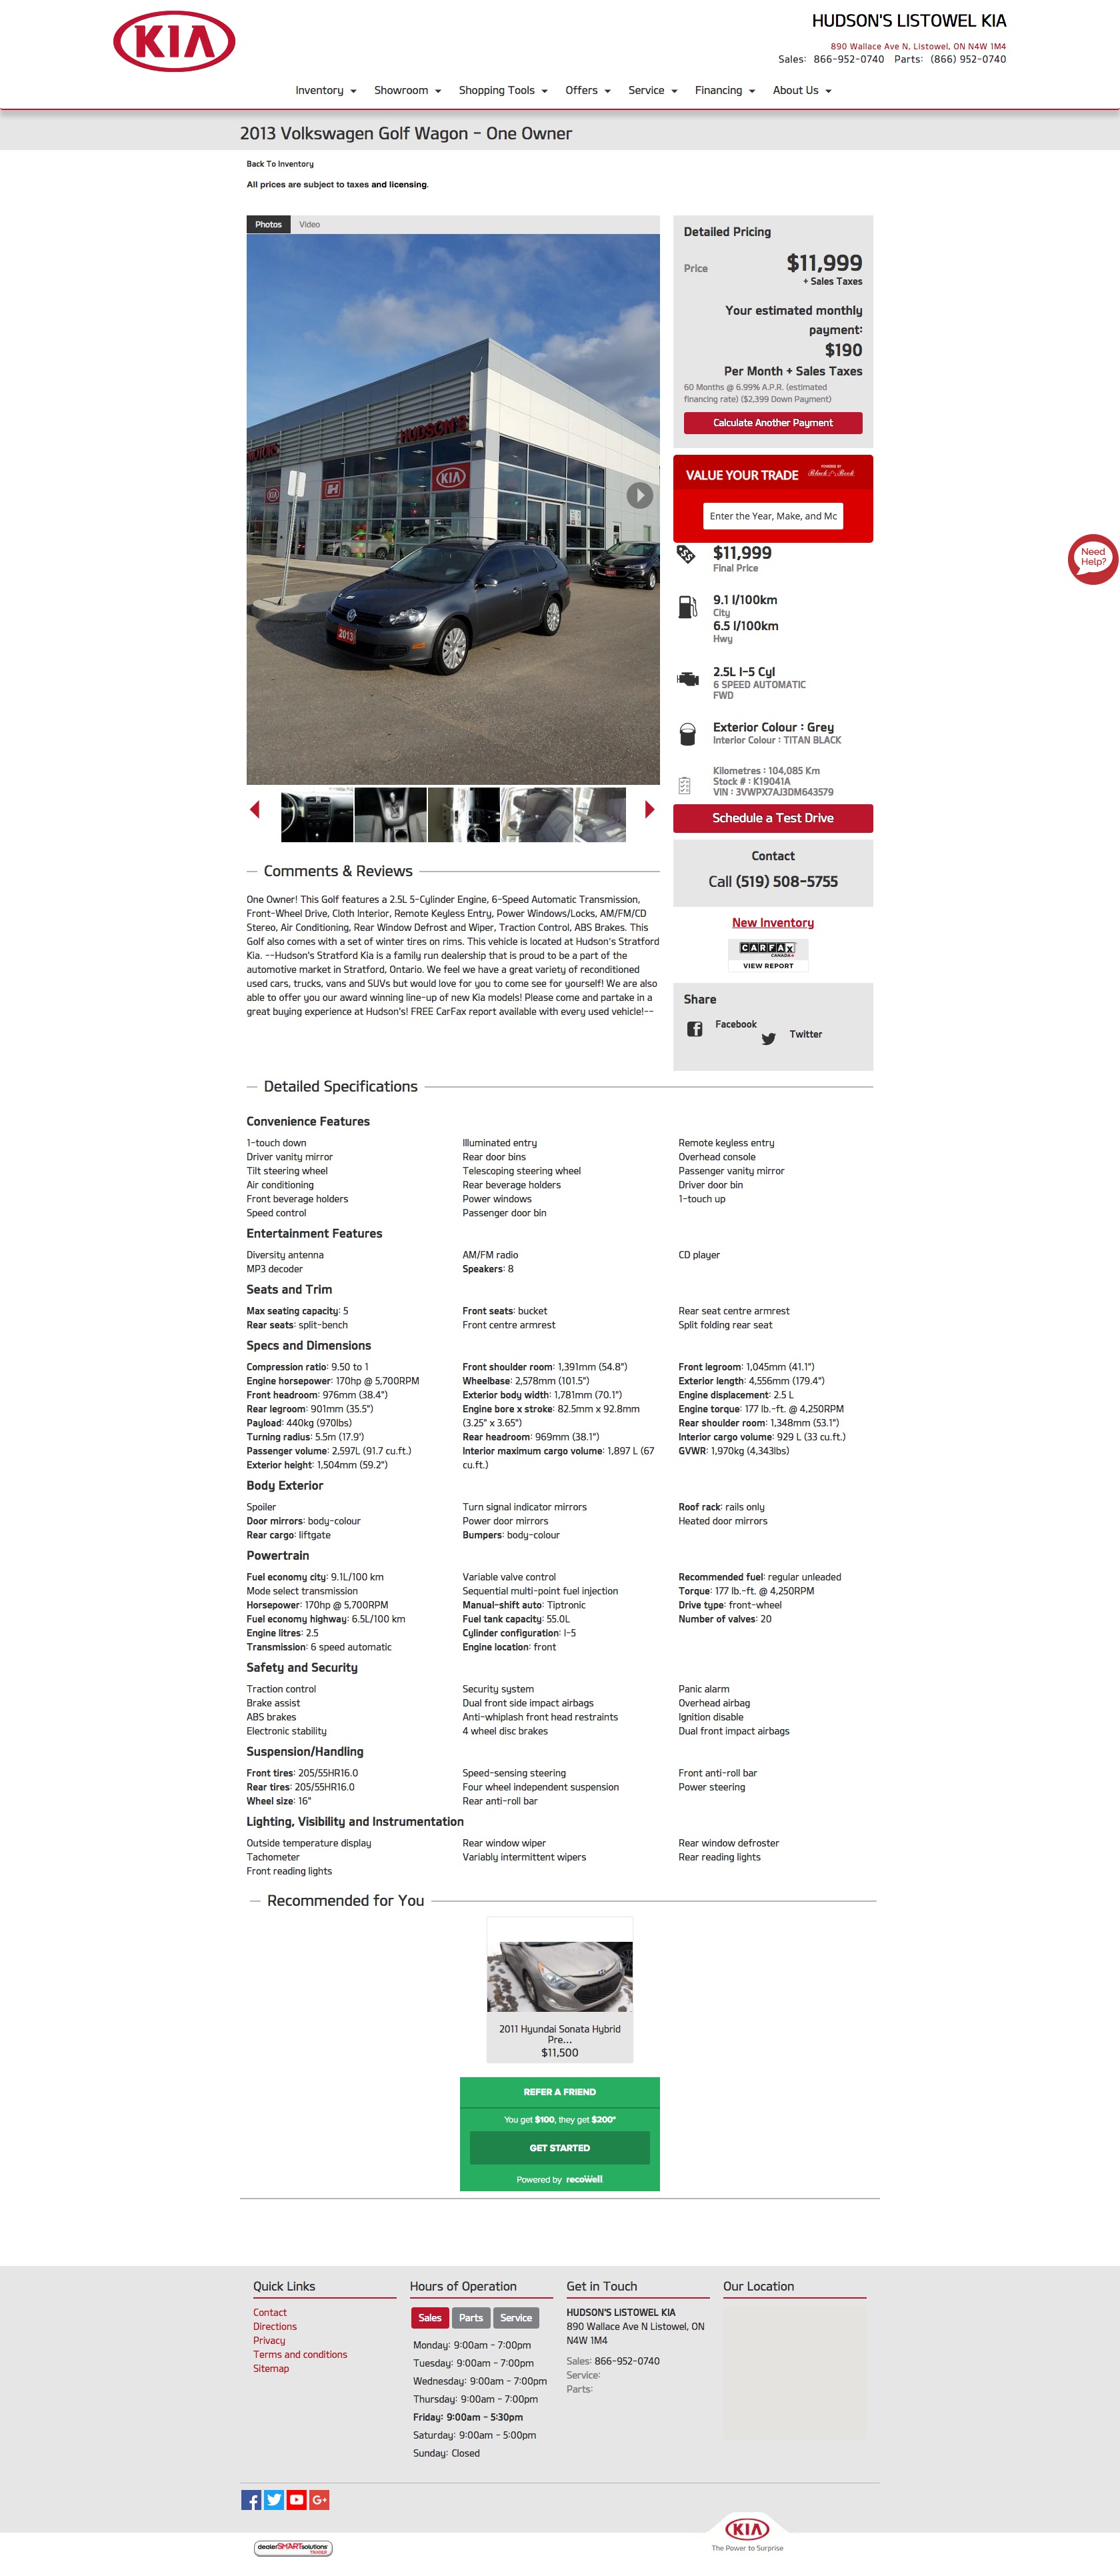 KIA
HUDSON'S LISTOWEL KIA
890 Wallace Ave N, Listowel, ON N4W 1M4
Sales: 866-952-0740 Parts: (866) 952-0740
Inventory Showroom Shopping Tools Offers Service Financing About Us
2013 Volkswagen Golf Wagon - One Owner
Back To Inventory
All prices are subject to taxes and licensing.
Photos Video
HUDSON'S
KIA
KIA
2013
Detailed Pricing
Price $11,999
+ Sales Taxes
Your estimated monthly
payment:
$190
Per Month + Sales Taxes
60 Months @ 6.99% A.P.R. (estimated
financing rate) ($2,399 Down Payment)
Calculate Another Payment
VALUE YOUR TRADE
POWERED BY
Black Book
Enter the Year, Make, and Mc
$11,999
Final Price
9.1 l/100km
City
6.5 l/100km
Hwy
2.5L I-5 Cyl
6 SPEED AUTOMATIC
FWD
Exterior Colour : Grey
Interior Colour : TITAN BLACK
Kilometres : 104,085 Km
Stock # : K19041A
VIN : 3VWPX7AJ3DM643579
Schedule a Test Drive
Contact
Call (519) 508-5755
New Inventory
CARFAX
CANADA
VIEW REPORT
Share
Facebook
Twitter
Need
Help?
Comments & Reviews
One Owner! This Golf features a 2.5L 5-Cylinder Engine, 6-Speed Automatic Transmission,
Front-Wheel Drive, Cloth Interior, Remote Keyless Entry, Power Windows/Locks, AM/FM/CD
Stereo, Air Conditioning, Rear Window Defrost and Wiper, Traction Control, ABS Brakes. This
Golf also comes with a set of winter tires on rims. This vehicle is located at Hudson's Stratford
Kia. --Hudson's Stratford Kia is a family run dealership that is proud to be a part of the
automotive market in Stratford, Ontario. We feel we have a great variety of reconditioned
used cars, trucks, vans and SUVs but would love for you to come see for yourself! We are also
able to offer you our award winning line-up of new Kia models! Please come and partake in a
great buying experience at Hudson's! FREE CarFax report available with every used vehicle!--
Detailed Specifications
Convenience Features
1-touch down Illuminated entry Remote keyless entry
Driver vanity mirror Rear door bins Overhead console
Tilt steering wheel Telescoping steering wheel Passenger vanity mirror
Air conditioning Rear beverage holders Driver door bin
Front beverage holders Power windows 1-touch up
Speed control Passenger door bin
Entertainment Features
Diversity antenna AM/FM radio CD player
MP3 decoder Speakers: 8
Seats and Trim
Max seating capacity: 5 Front seats: bucket Rear seat centre armrest
Rear seats: split-bench Front centre armrest Split folding rear seat
Specs and Dimensions
Compression ratio: 9.50 to 1 Front shoulder room: 1,391mm (54.8") Front legroom: 1,045mm (41.1")
Engine horsepower: 170hp @ 5,700RPM Wheelbase: 2,578mm (101.5") Exterior length: 4,556mm (179.4")
Front headroom: 976mm (38.4") Exterior body width: 1,781mm (70.1") Engine displacement: 2.5 L
Rear legroom: 901mm (35.5") Engine bore x stroke: 82.5mm x 92.8mm Engine torque: 177 lb.-ft. @ 4,250RPM
Payload: 440kg (970lbs) (3.25" x 3.65") Rear shoulder room: 1,348mm (53.1")
Turning radius: 5.5m (17.9') Rear headroom: 969mm (38.1") Interior cargo volume: 929 L (33 cu.ft.)
Passenger volume: 2,597L (91.7 cu.ft.) Interior maximum cargo volume: 1,897 L (67 GVWR: 1,970kg (4,343lbs)
Exterior height: 1,504mm (59.2") cu.ft.)
Body Exterior
Spoiler Turn signal indicator mirrors Roof rack: rails only
Door mirrors: body-colour Power door mirrors Heated door mirrors
Rear cargo: liftgate Bumpers: body-colour
Powertrain
Fuel economy city: 9.1L/100 km Variable valve control Recommended fuel: regular unleaded
Mode select transmission Sequential multi-point fuel injection Torque: 177 lb.-ft. @ 4,250RPM
Horsepower: 170hp @ 5,700RPM Manual-shift auto: Tiptronic Drive type: front-wheel
Fuel economy highway: 6.5L/100 km Fuel tank capacity: 55.0L Number of valves: 20
Engine litres: 2.5 Cylinder configuration: I-5
Transmission: 6 speed automatic Engine location: front
Safety and Security
Traction control Security system Panic alarm
Brake assist Dual front side impact airbags Overhead airbag
ABS brakes Anti-whiplash front head restraints Ignition disable
Electronic stability 4 wheel disc brakes Dual front impact airbags
Suspension/Handling
Front tires: 205/55HR16.0 Speed-sensing steering Front anti-roll bar
Rear tires: 205/55HR16.0 Four wheel independent suspension Power steering
Wheel size: 16" Rear anti-roll bar
Lighting, Visibility and Instrumentation
Outside temperature display Rear window wiper Rear window defroster
Tachometer Variably intermittent wipers Rear reading lights
Front reading lights
Recommended for You
2011 Hyundai Sonata Hybrid
Pre...
$11,500
REFER A FRIEND
You get $100, they get $200*
GET STARTED
Powered by recowell
Quick Links
Contact
Directions
Privacy
Terms and conditions
Sitemap
Hours of Operation
Sales Parts Service
Monday: 9:00am - 7:00pm
Tuesday: 9:00am - 7:00pm
Wednesday: 9:00am - 7:00pm
Thursday: 9:00am - 7:00pm
Friday: 9:00am - 5:30pm
Saturday: 9:00am - 5:00pm
Sunday: Closed
Get in Touch
HUDSON'S LISTOWEL KIA
890 Wallace Ave N Listowel, ON
N4W 1M4
Sales: 866-952-0740
Service:
Parts:
Our Location
dealerSMARTsolutions
TRADER
KIA
The Power to Surprise